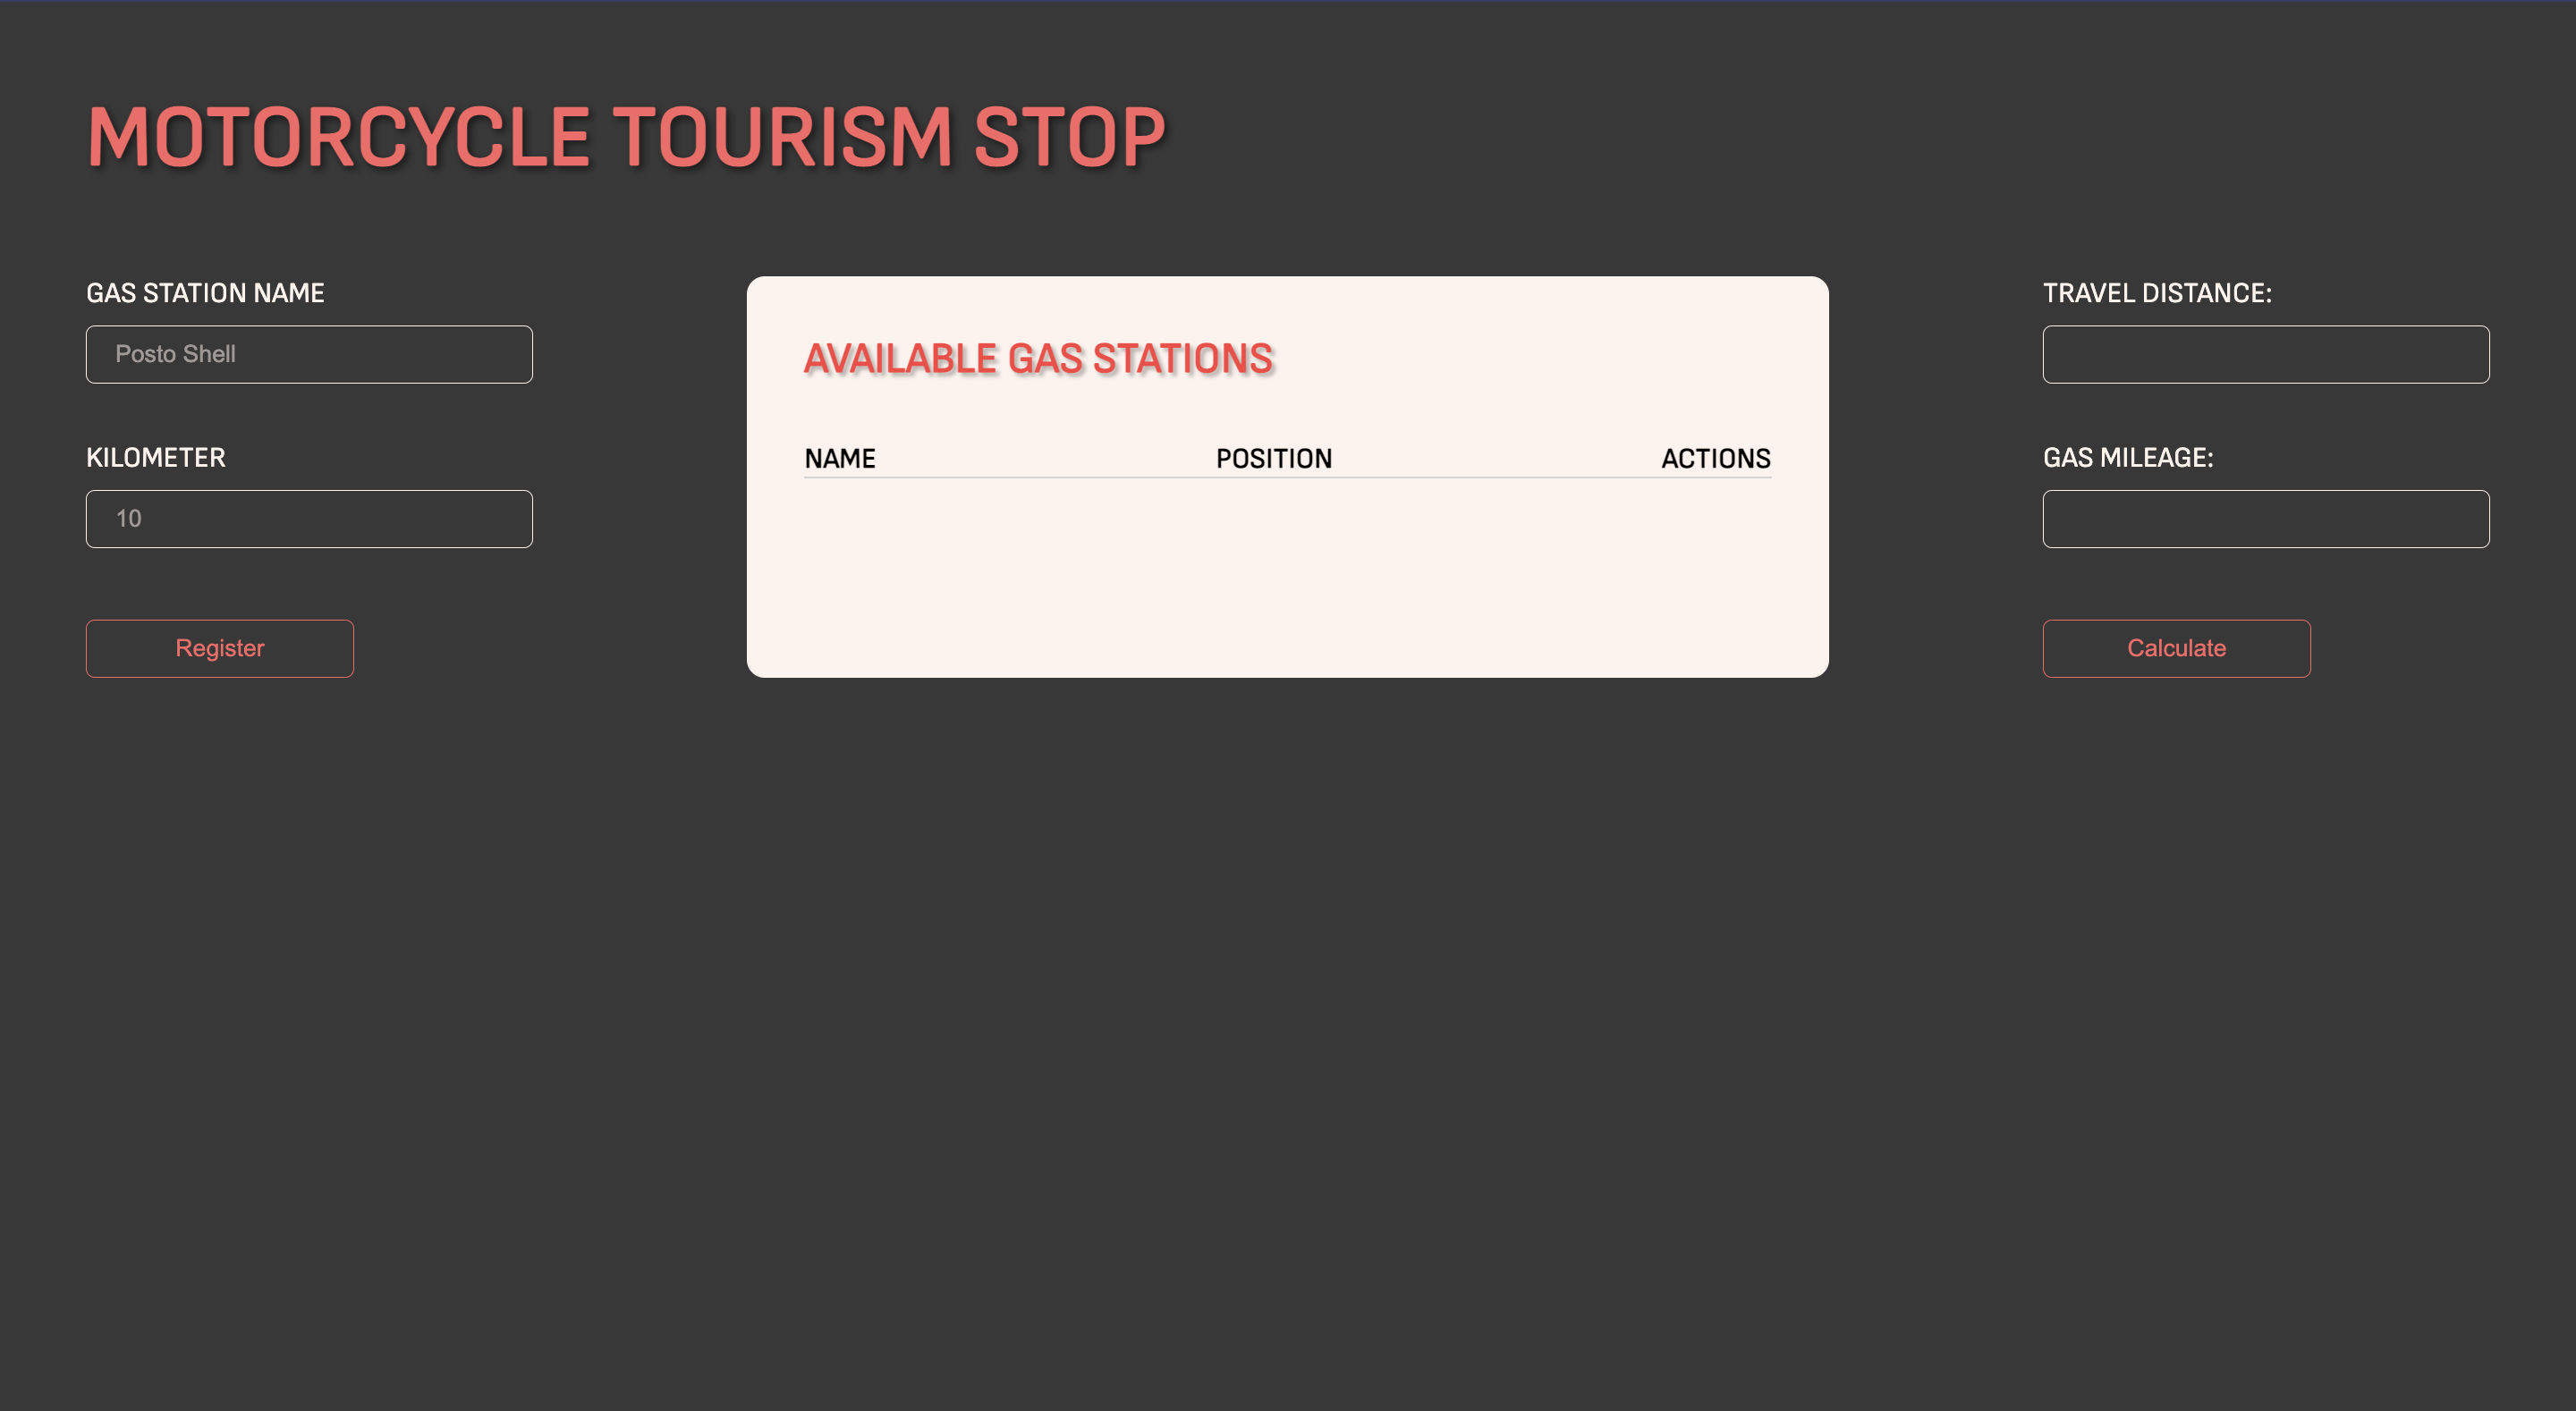 MOTORCYCLE TOURISM STOP
GAS STATION NAME
Posto Shell
KILOMETER
10
Register
AVAILABLE GAS STATIONS
NAME POSITION ACTIONS
TRAVEL DISTANCE:
GAS MILEAGE:
Calculate